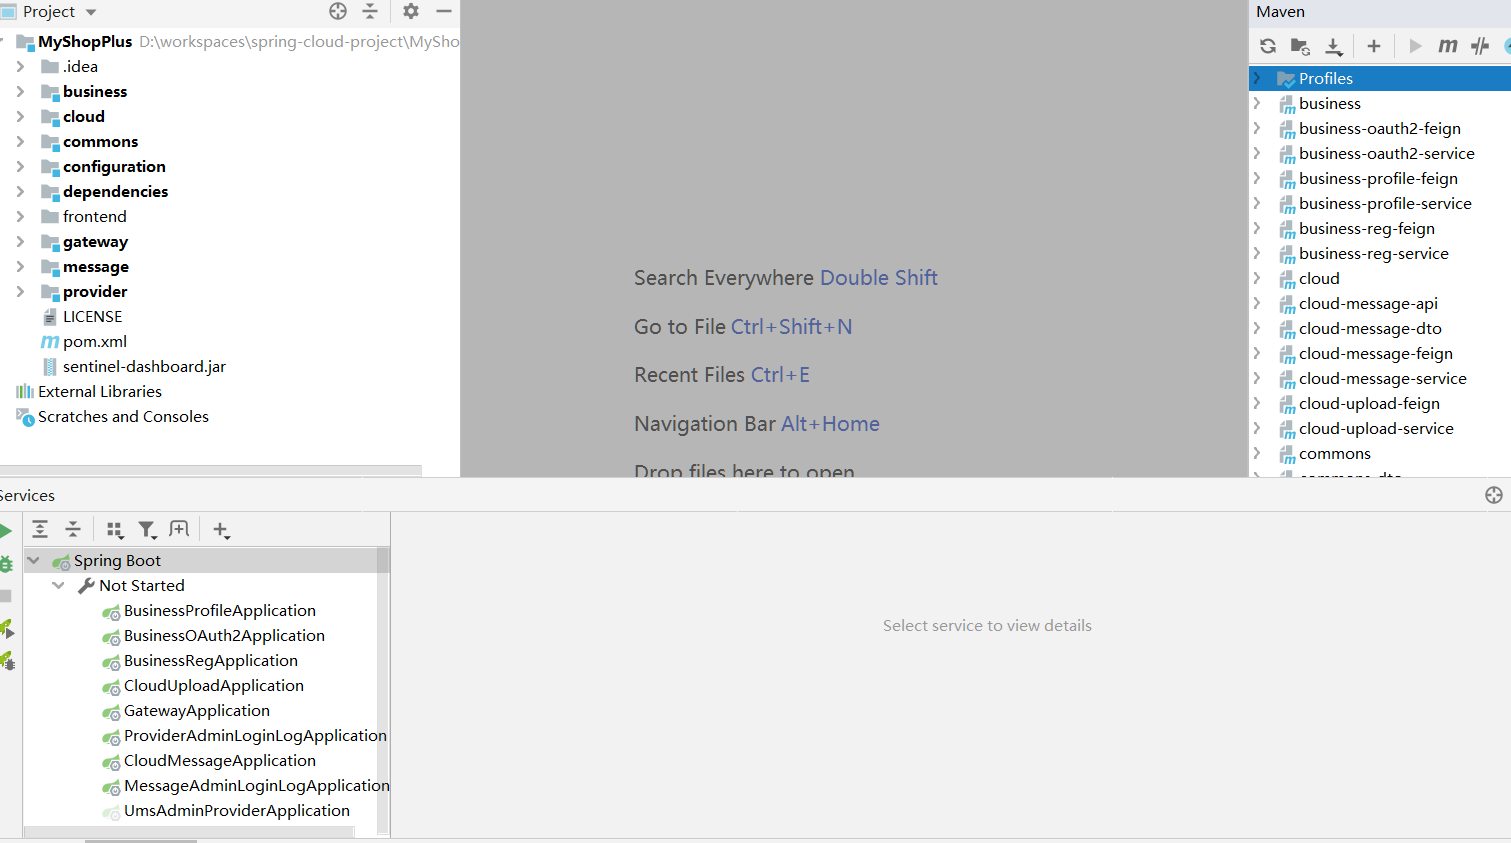 Project
MyShopPlus D:\workspaces\spring-cloud-project\MySho
.idea
business
cloud
commons
configuration
dependencies
frontend
gateway
message
provider
LICENSE
pom.xml
sentinel-dashboard.jar
External Libraries
Scratches and Consoles
Search Everywhere Double Shift
Go to File Ctrl+Shift+N
Recent Files Ctrl+E
Navigation Bar Alt+Home
Drop files here to open
Maven
Profiles
business
business-oauth2-feign
business-oauth2-service
business-profile-feign
business-profile-service
business-reg-feign
business-reg-service
cloud
cloud-message-api
cloud-message-dto
cloud-message-feign
cloud-message-service
cloud-upload-feign
cloud-upload-service
commons
commons-dto
Services
Spring Boot
Not Started
BusinessProfileApplication
BusinessOAuth2Application
BusinessRegApplication
CloudUploadApplication
GatewayApplication
ProviderAdminLoginLogApplication
CloudMessageApplication
MessageAdminLoginLogApplication
UmsAdminProviderApplication
Select service to view details